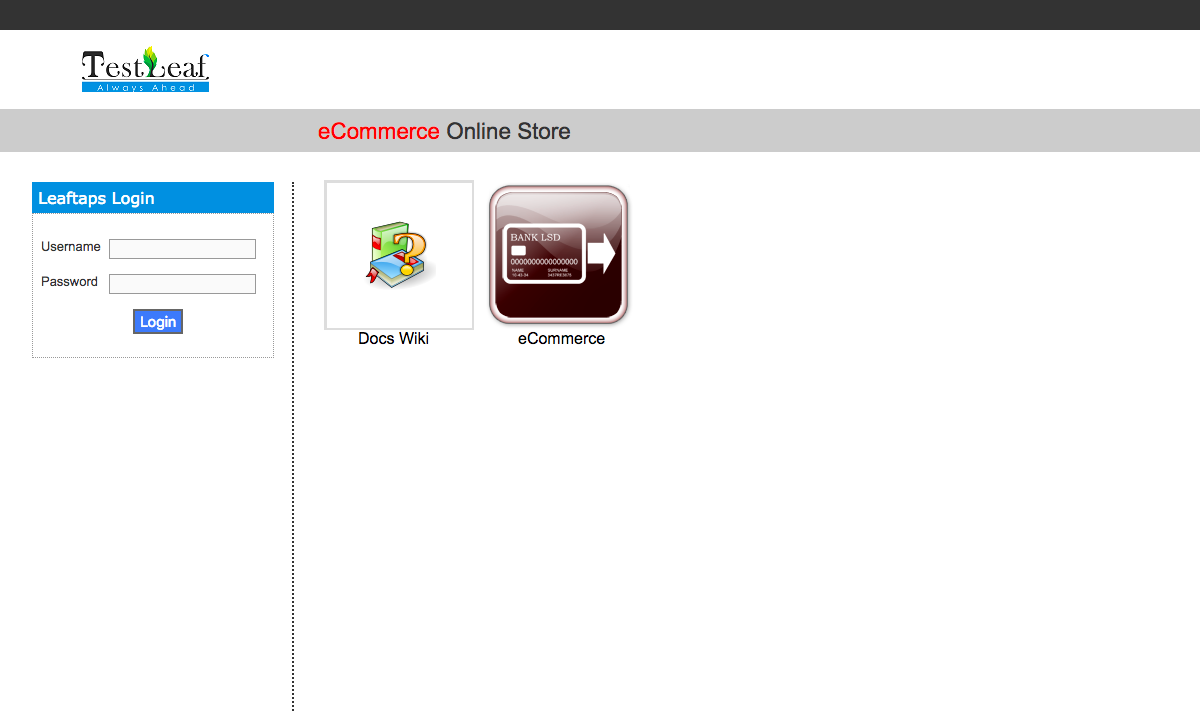 TestLeaf
Always Ahead
eCommerce Online Store
Leaftaps Login
Username
Password
Login
BANK LSD
0000000000000000
NAME SURNAME
Docs Wiki
eCommerce